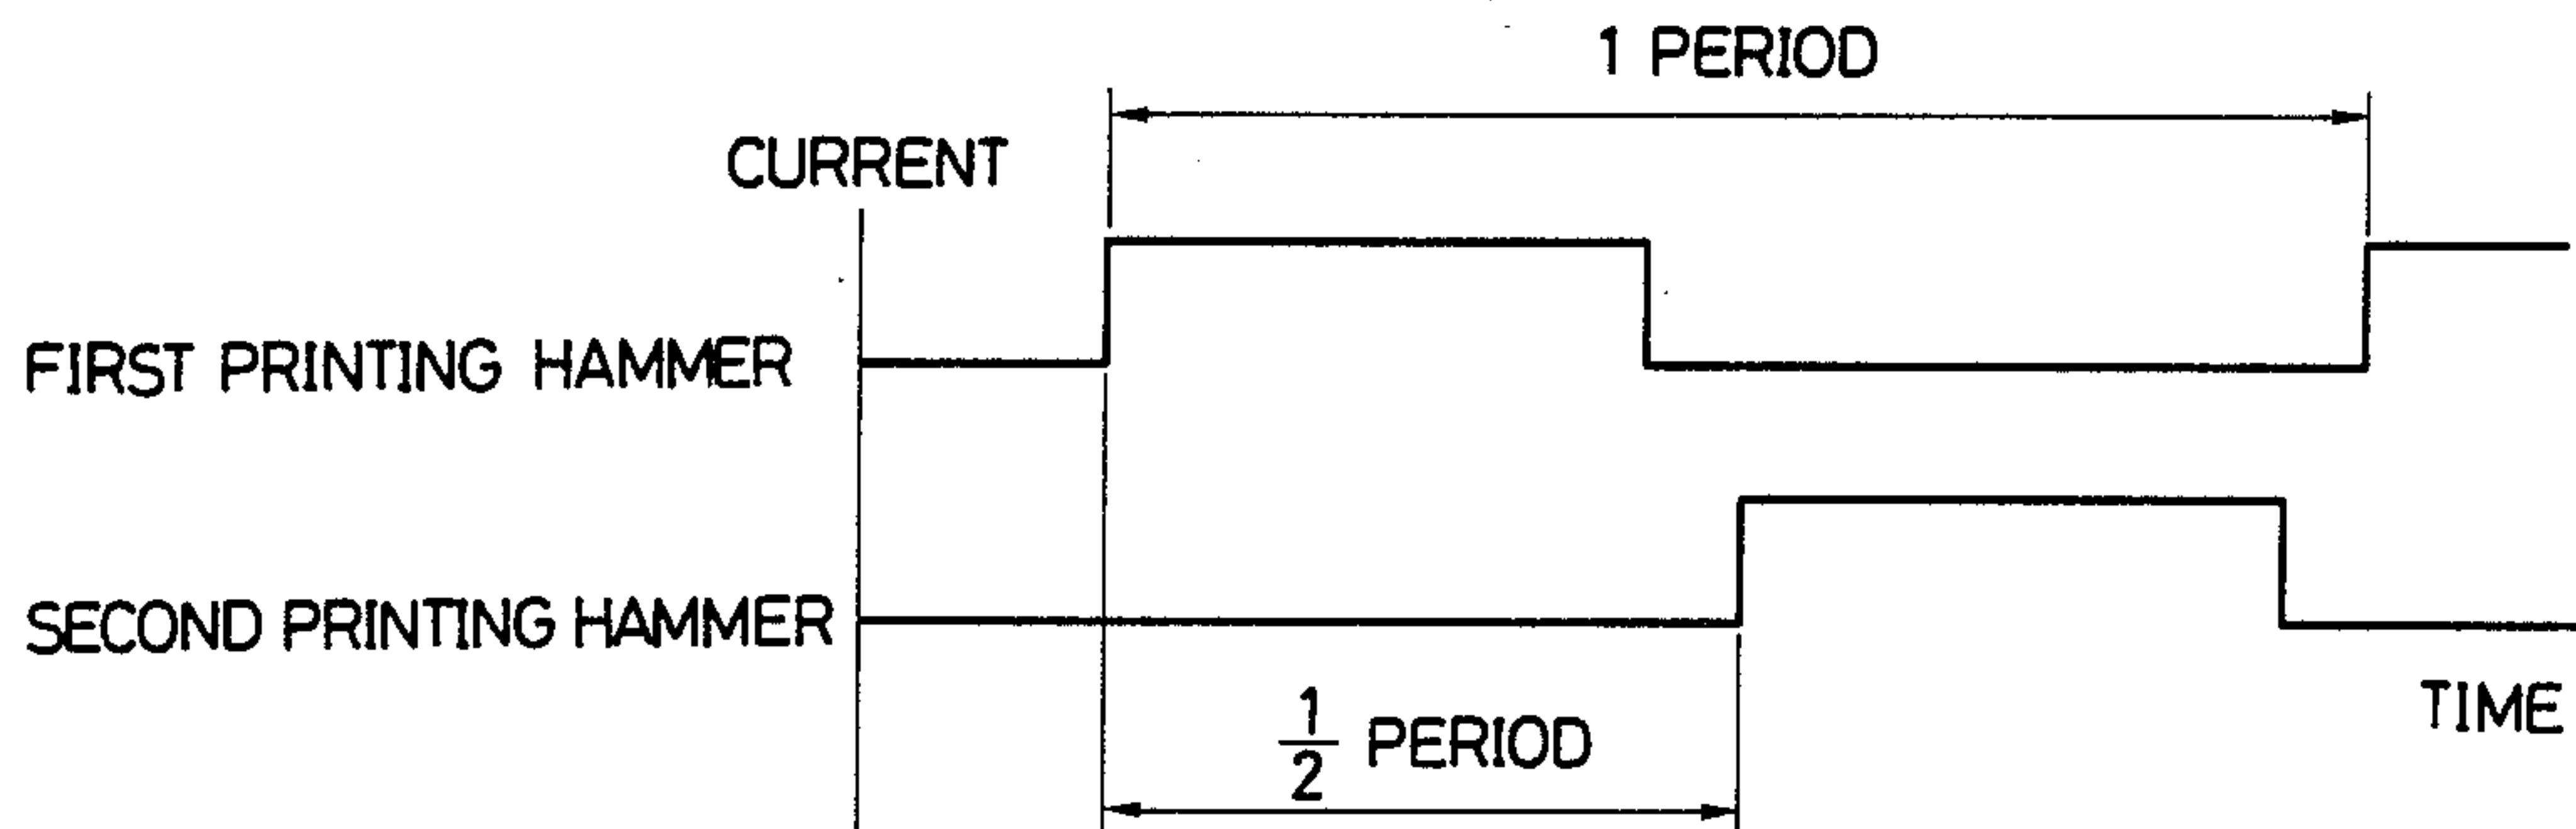 1 PERIOD
CURRENT
FIRST PRINTING HAMMER
SECOND PRINTING HAMMER
TIME
1/2 PERIOD